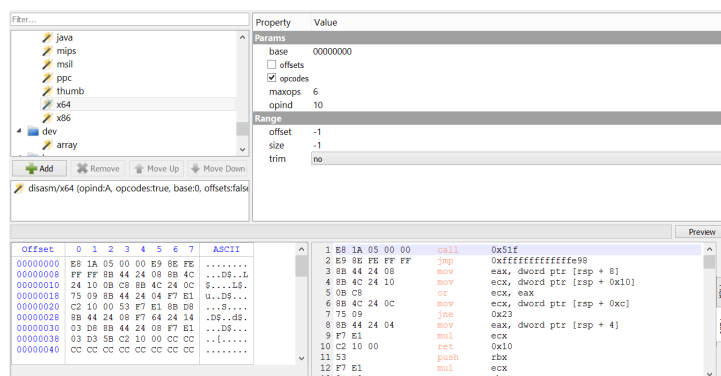 Filter...
java
mips
msil
ppc
thumb
x64
x86
dev
array
Add Remove Move Up Move Down
disasm/x64 (opind:A, opcodes:true, base:0, offsets:false
Property Value
Params
base 00000000
offsets
opcodes
maxops 6
opind 10
Range
offset -1
size -1
trim no
Preview
Offset 0 1 2 3 4 5 6 7 ASCII
00000000 E8 1A 05 00 00 E9 8E FE ........
00000008 FF FF 8B 44 24 08 8B 4C ...D$..L
00000010 24 10 0B C8 8B 4C 24 0C $....L$.
00000018 75 09 8B 44 24 04 F7 E1 u..D$...
00000020 C2 10 00 53 F7 E1 8B D8 ...S....
00000028 8B 44 24 08 F7 64 24 14 .D$..d$.
00000030 03 D8 8B 44 24 08 F7 E1 ...D$...
00000038 03 D3 5B C2 10 00 CC CC ..[.....
00000040 CC CC CC CC CC CC CC CC ........
1 E8 1A 05 00 00 call 0x51f
2 E9 8E FE FF FF jmp 0xfffffffffffffe98
3 8B 44 24 08 mov eax, dword ptr [rsp + 8]
4 8B 4C 24 10 mov ecx, dword ptr [rsp + 0x10]
5 0B C8 or ecx, eax
6 8B 4C 24 0C mov ecx, dword ptr [rsp + 0xc]
7 75 09 jne 0x23
8 8B 44 24 04 mov eax, dword ptr [rsp + 4]
9 F7 E1 mul ecx
10 C2 10 00 ret 0x10
11 53 push rbx
12 F7 E1 mul ecx